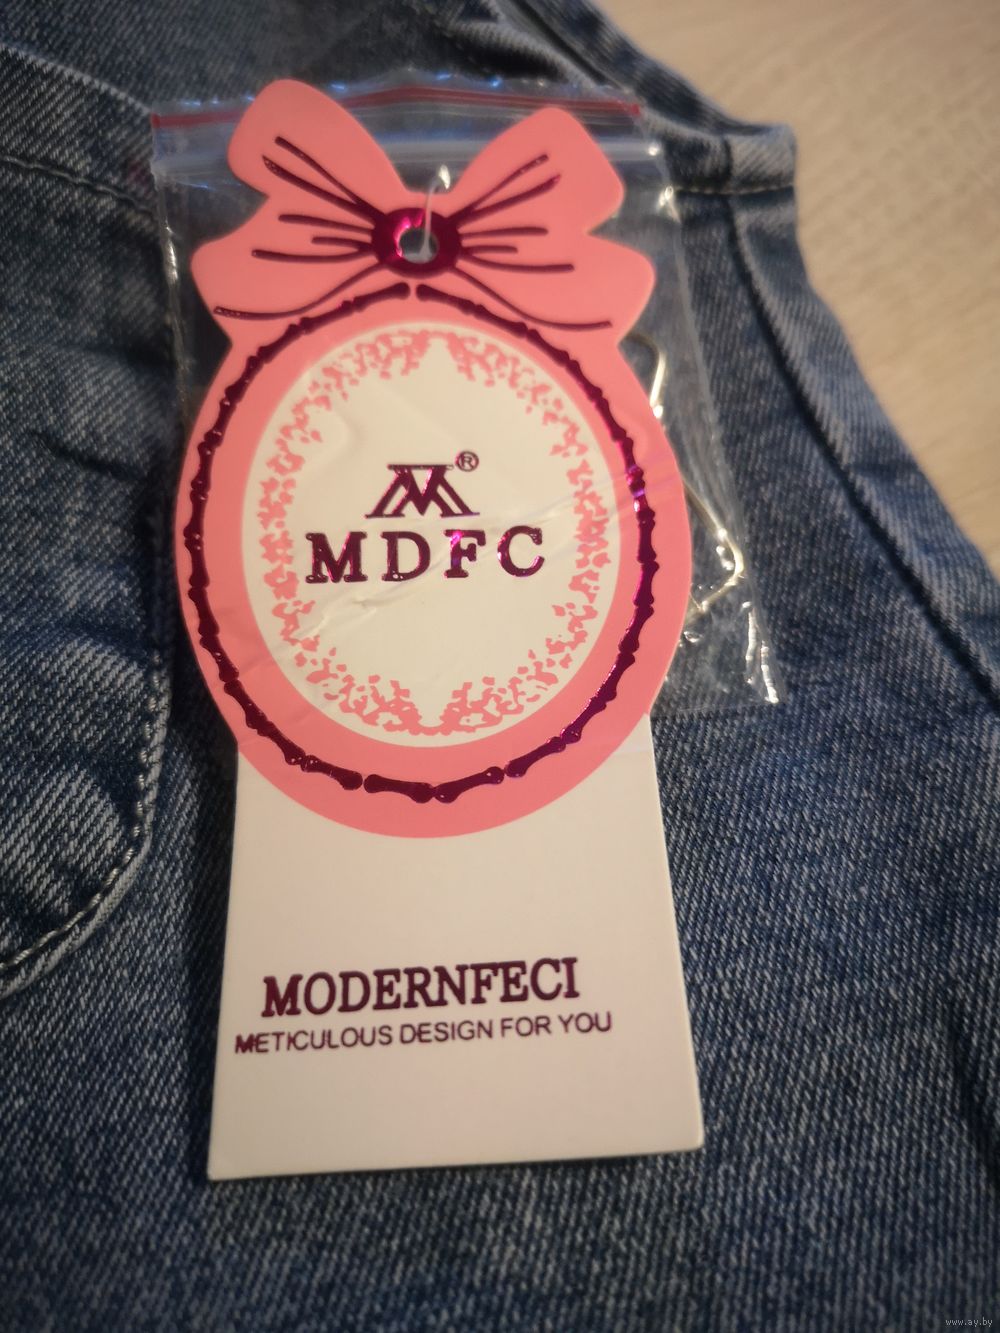 ®
MDFC
MODERNFECI
METICULOUS DESIGN FOR YOU
www.ay.by